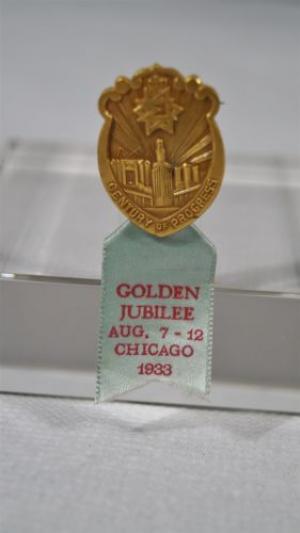 CENTURY OF PROGRESS
GOLDEN
JUBILEE
AUG. 7 - 12
CHICAGO
1933